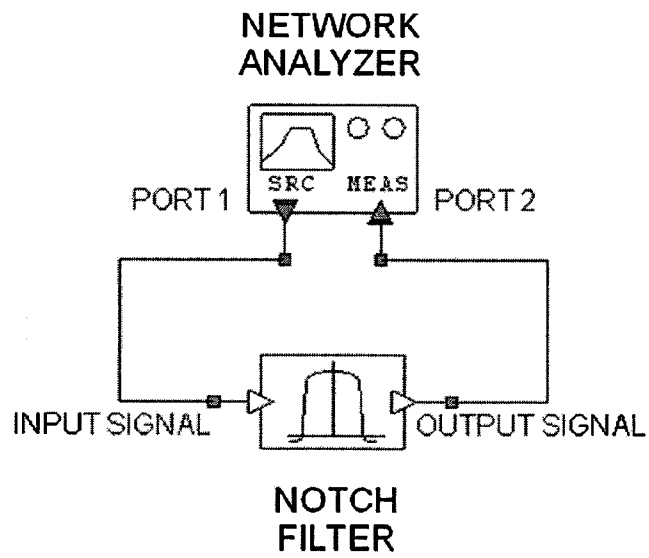 NETWORK
ANALYZER
SRC MEAS
PORT 1
PORT 2
INPUT SIGNAL
OUTPUT SIGNAL
NOTCH
FILTER